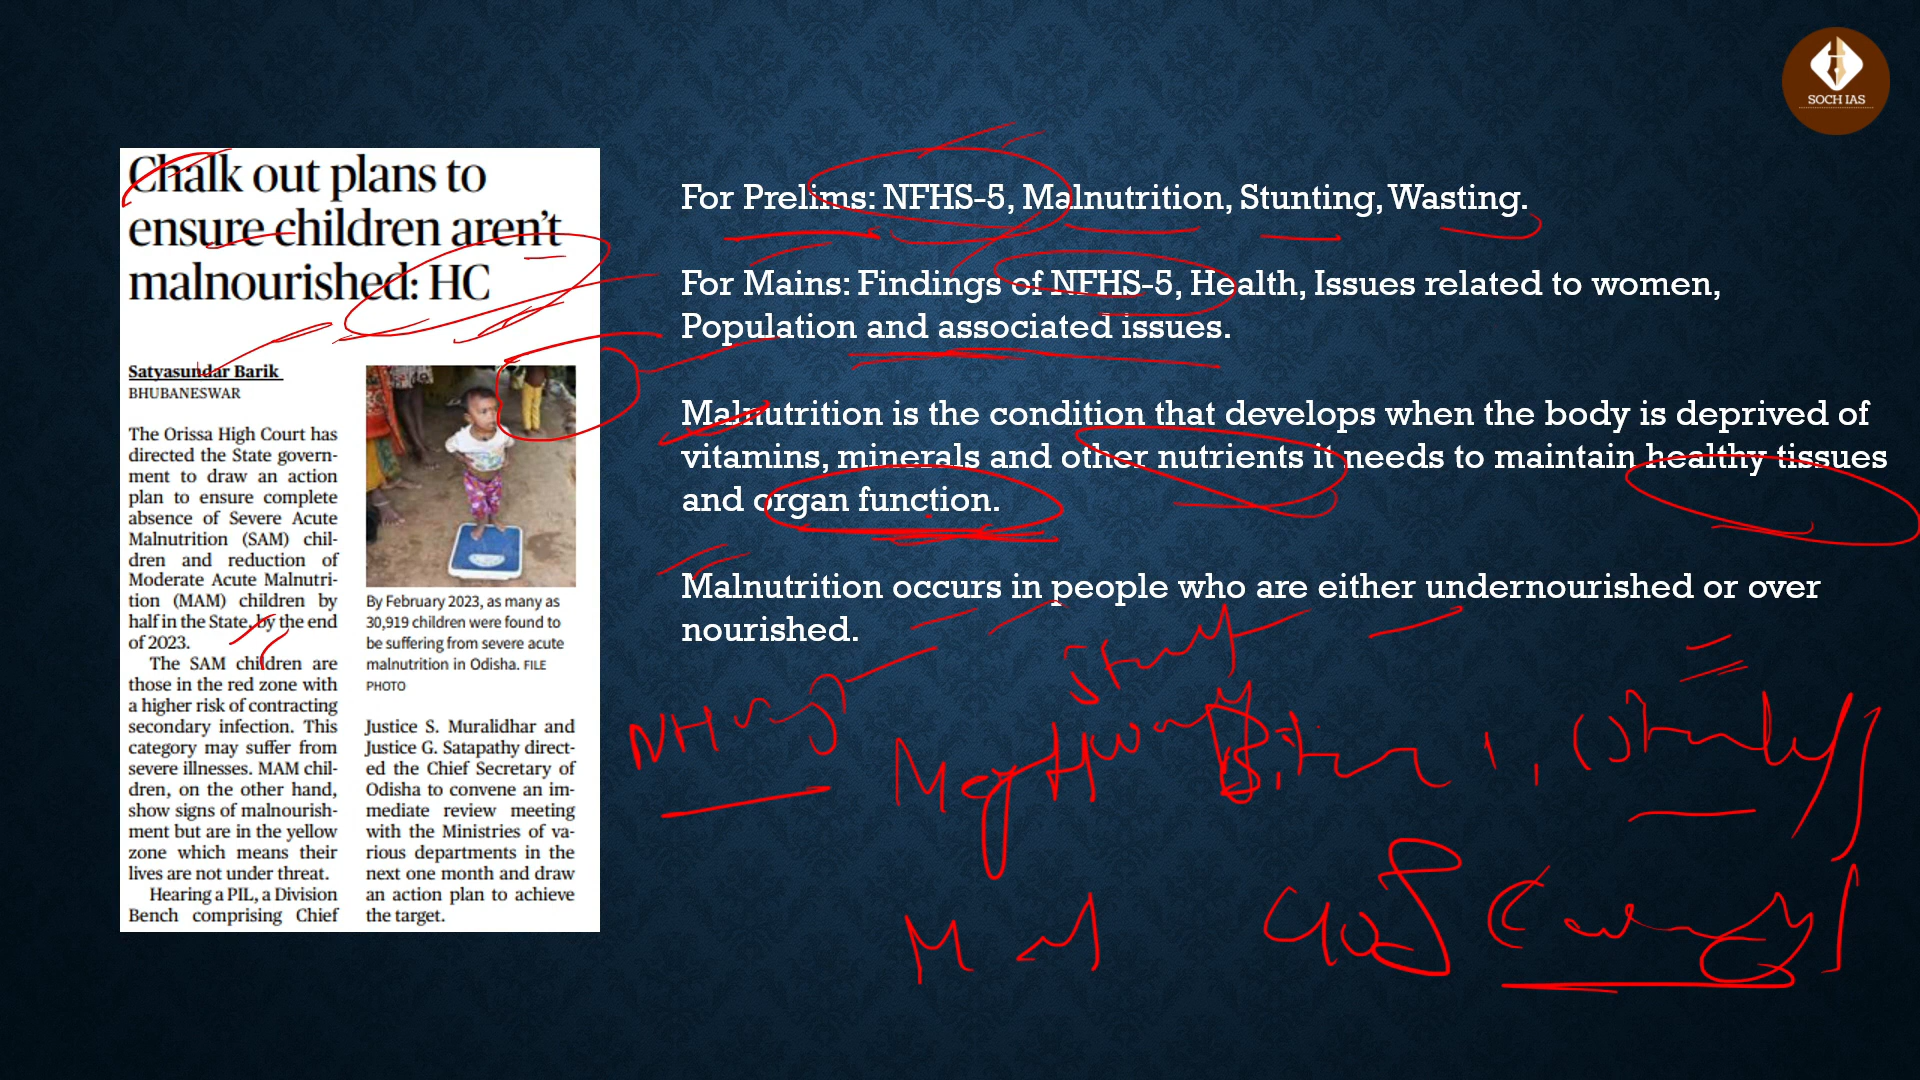 SOCH IAS
Chalk out plans to
ensure children aren't
malnourished: HC
Satyasundar Barik
BHUBANESWAR
The Orissa High Court has
directed the State govern-
ment to draw an action
plan to ensure complete
absence of Severe Acute
Malnutrition (SAM) chil-
dren and reduction of
Moderate Acute Malnutri-
tion (MAM) children by
half in the State, by the end
of 2023.
The SAM children are
those in the red zone with
a higher risk of contracting
secondary infection. This
category may suffer from
severe illnesses. MAM chil-
dren, on the other hand,
show signs of malnourish-
ment but are in the yellow
zone which means their
lives are not under threat.
Hearing a PIL, a Division
Bench comprising Chief
By February 2023, as many as
30,919 children were found to
be suffering from severe acute
malnutrition in Odisha. FILE
PHOTO
Justice S. Muralidhar and
Justice G. Satapathy direct-
ed the Chief Secretary of
Odisha to convene an im-
mediate review meeting
with the Ministries of va-
rious departments in the
next one month and draw
an action plan to achieve
the target.
For Prelims: NFHS-5, Malnutrition, Stunting, Wasting.
For Mains: Findings of NFHS-5, Health, Issues related to women,
Population and associated issues.
Malnutrition is the condition that develops when the body is deprived of
vitamins, minerals and other nutrients it needs to maintain healthy tissues
and organ function.
Malnutrition occurs in people who are either undernourished or over
nourished.